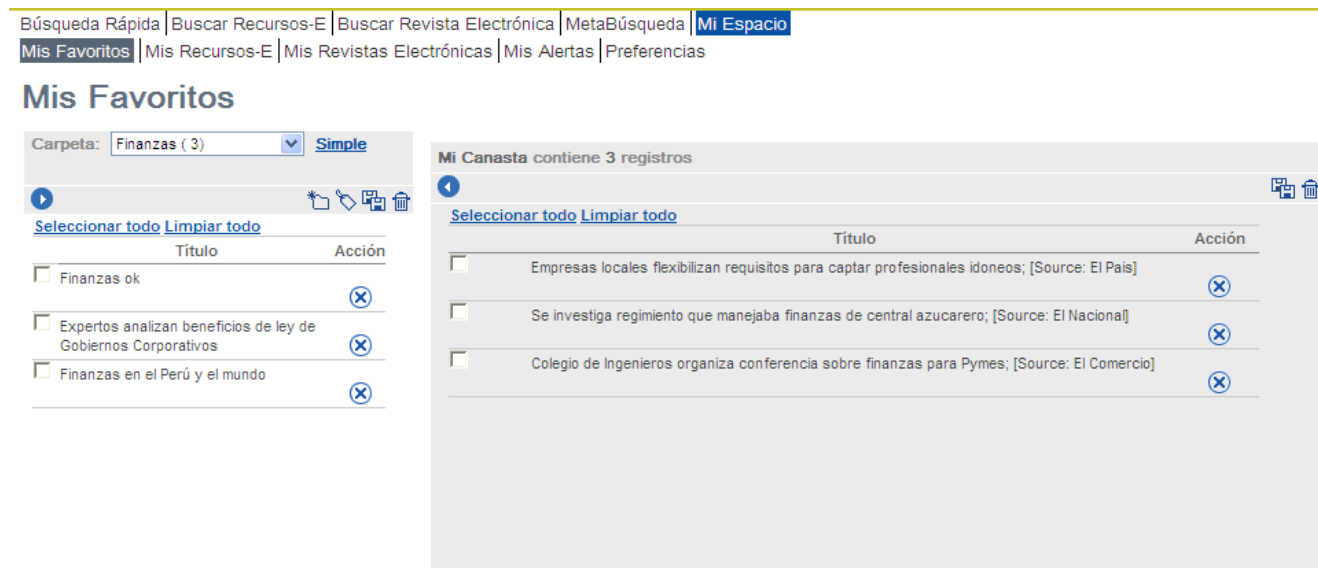 Búsqueda Rápida Buscar Recursos-E Buscar Revista Electrónica MetaBúsqueda Mi Espacio
Mis Favoritos Mis Recursos-E Mis Revistas Electrónicas Mis Alertas Preferencias
Mis Favoritos
Carpeta: Finanzas ( 3) Simple
Seleccionar todo Limpiar todo
Título Acción
Finanzas ok
Expertos analizan beneficios de ley de
Gobiernos Corporativos
Finanzas en el Perú y el mundo
Mi Canasta contiene 3 registros
Seleccionar todo Limpiar todo
Título Acción
Empresas locales flexibilizan requisitos para captar profesionales idoneos; [Source: El Pais]
Se investiga regimiento que manejaba finanzas de central azucarero; [Source: El Nacional]
Colegio de Ingenieros organiza conferencia sobre finanzas para Pymes; [Source: El Comercio]